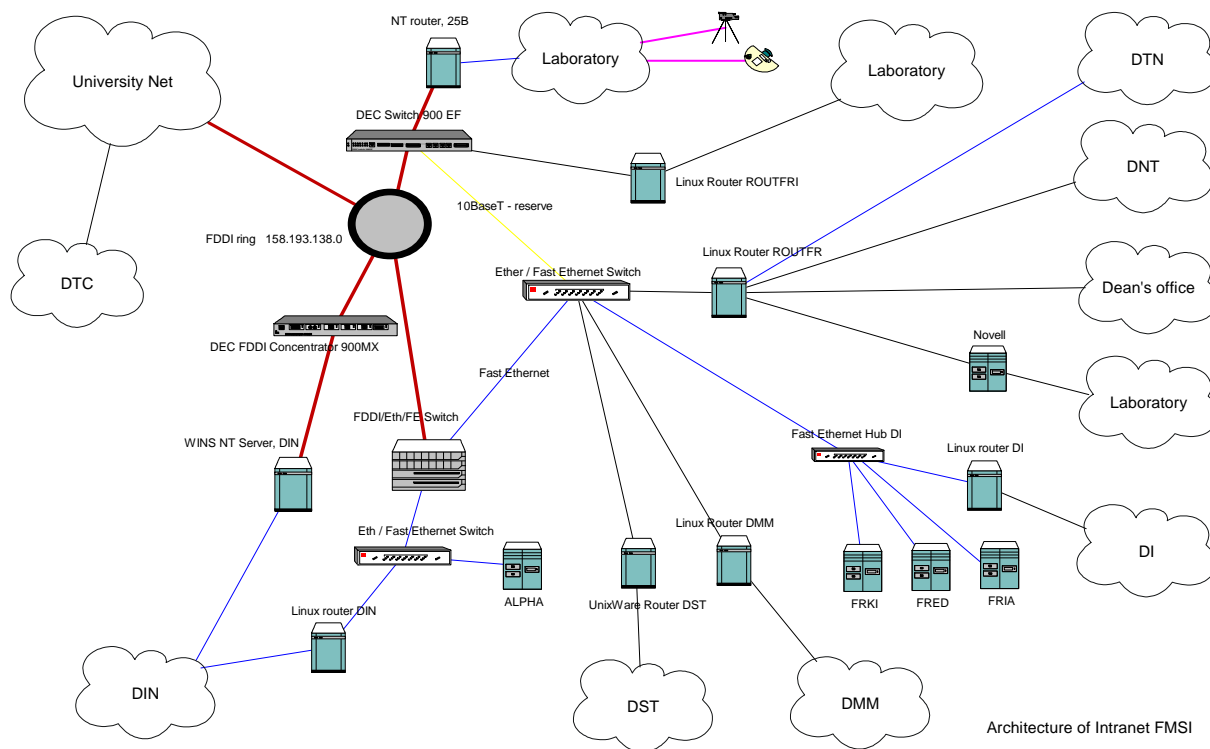 NT router, 25B
University Net
Laboratory
DTN
Laboratory
DEC Switch 900 EF
DNT
Linux Router ROUTFRI
10BaseT - reserve
FDDI ring   158.193.138.0
Linux Router ROUTFR
Ether / Fast Ethernet Switch
DTC
Dean's office
Novell
DEC FDDI Concentrator 900MX
Fast Ethernet
Laboratory
FDDI/Eth/FE Switch
WINS NT Server, DIN
Fast Ethernet Hub DI
Linux router DI
Eth / Fast Ethernet Switch
Linux Router DMM
DI
ALPHA
FRKI
FRED
FRIA
UnixWare Router DST
Linux router DIN
DIN
DST
DMM
Architecture of Intranet FMSI